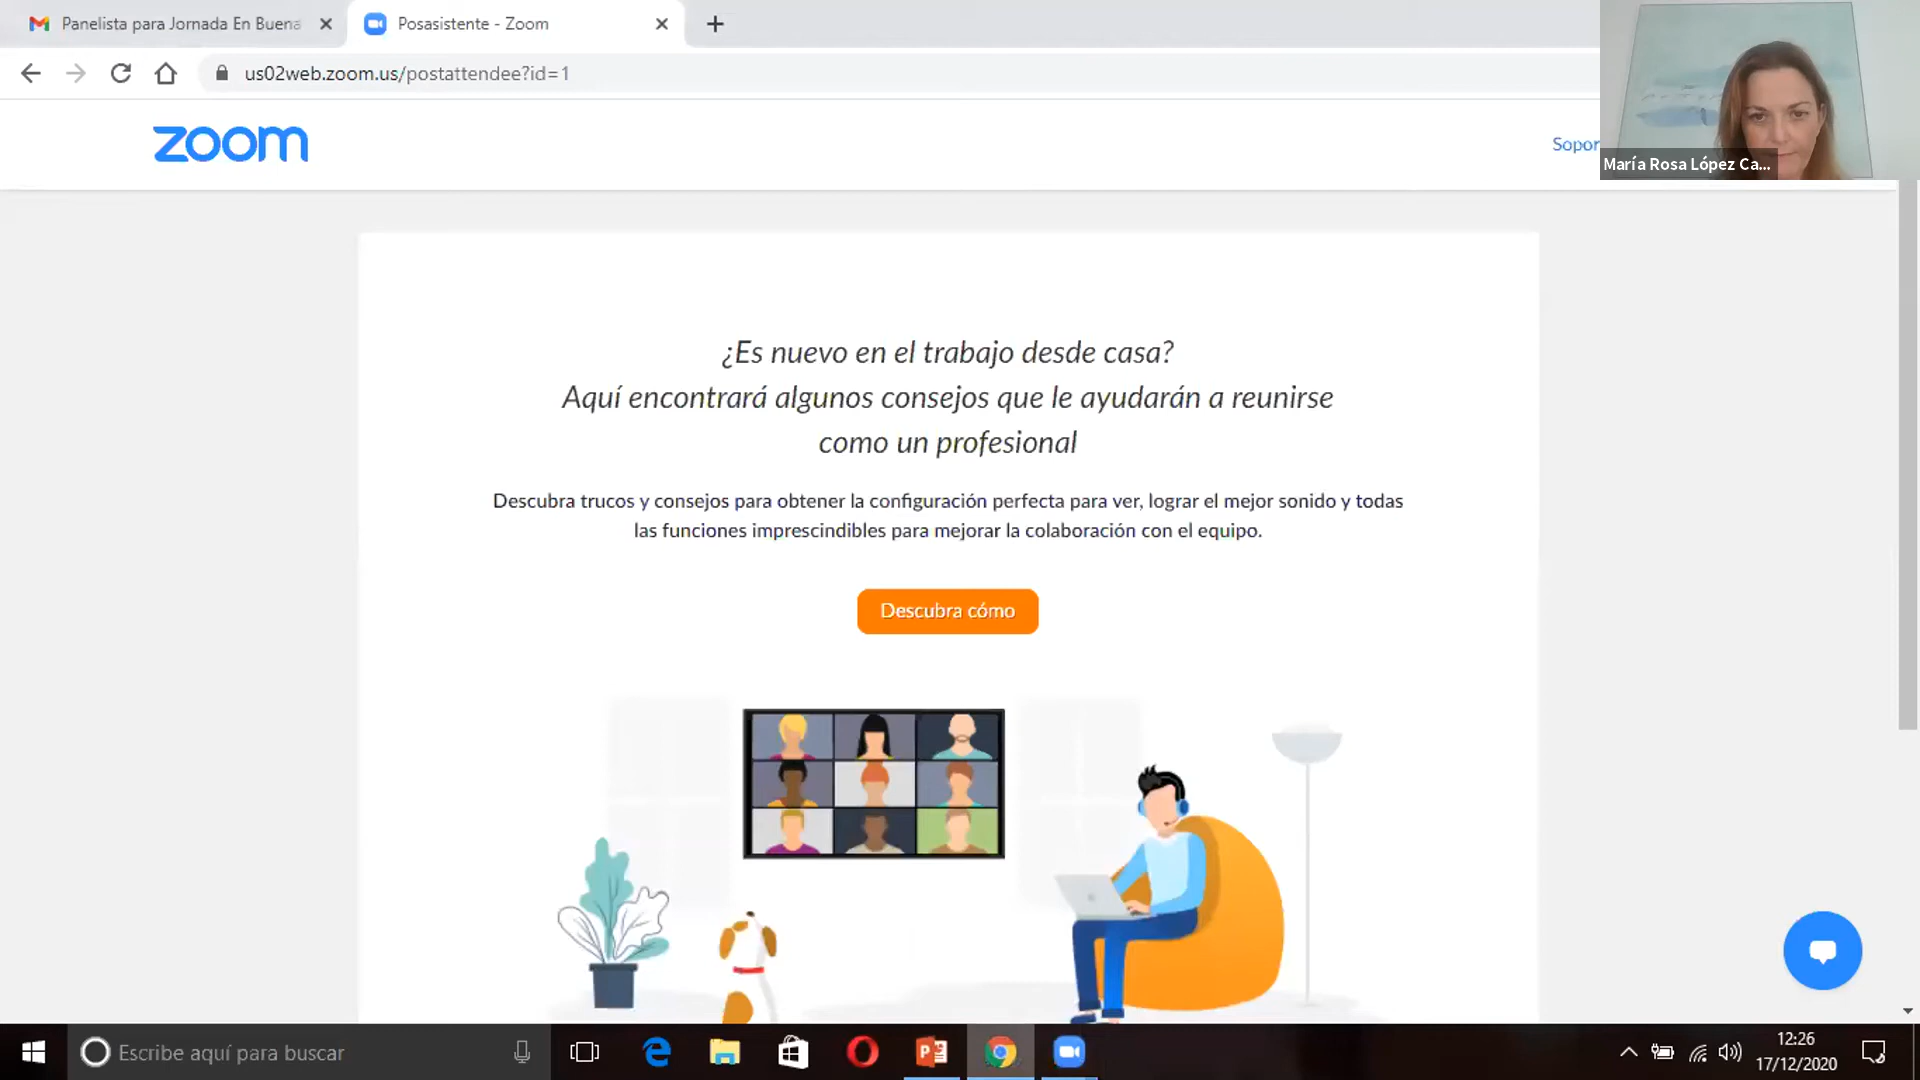 Panelista para Jornada En Buena
Posasistente - Zoom
us02web.zoom.us/postattendee?id=1
zoom
Sopor
María Rosa López Ca...
¿Es nuevo en el trabajo desde casa?
Aquí encontrará algunos consejos que le ayudarán a reunirse
como un profesional
Descubra trucos y consejos para obtener la configuración perfecta para ver, lograr el mejor sonido y todas
las funciones imprescindibles para mejorar la colaboración con el equipo.
Descubra cómo
Escribe aquí para buscar
12:26
17/12/2020